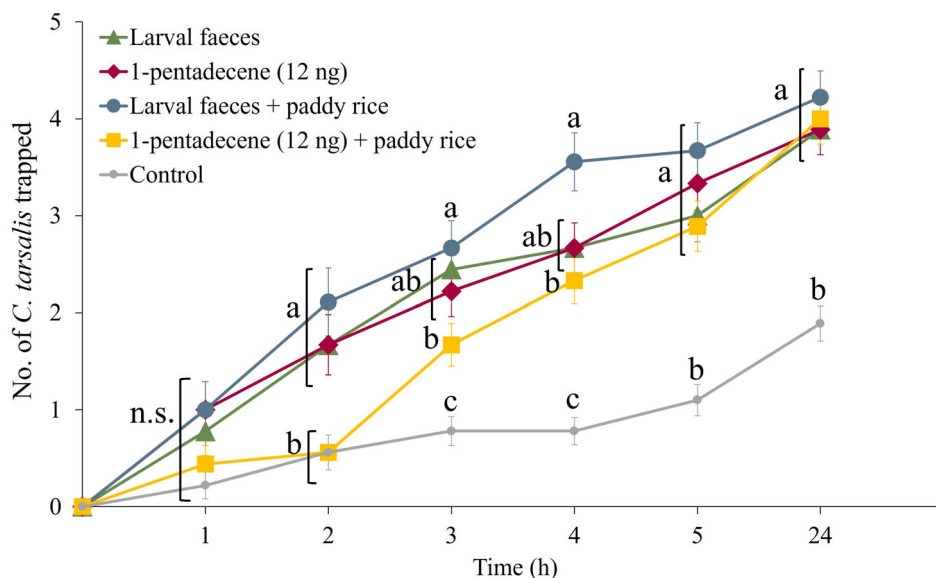 No. of C. tarsalis trapped
5
4
3
2
1
0
Larval faeces
1-pentadecene (12 ng)
Larval faeces + paddy rice
1-pentadecene (12 ng) + paddy rice
Control
n.s.
a
b
a
ab
b
c
a
ab
b
c
a
b
a
b
1 2 3 4 5 24
Time (h)